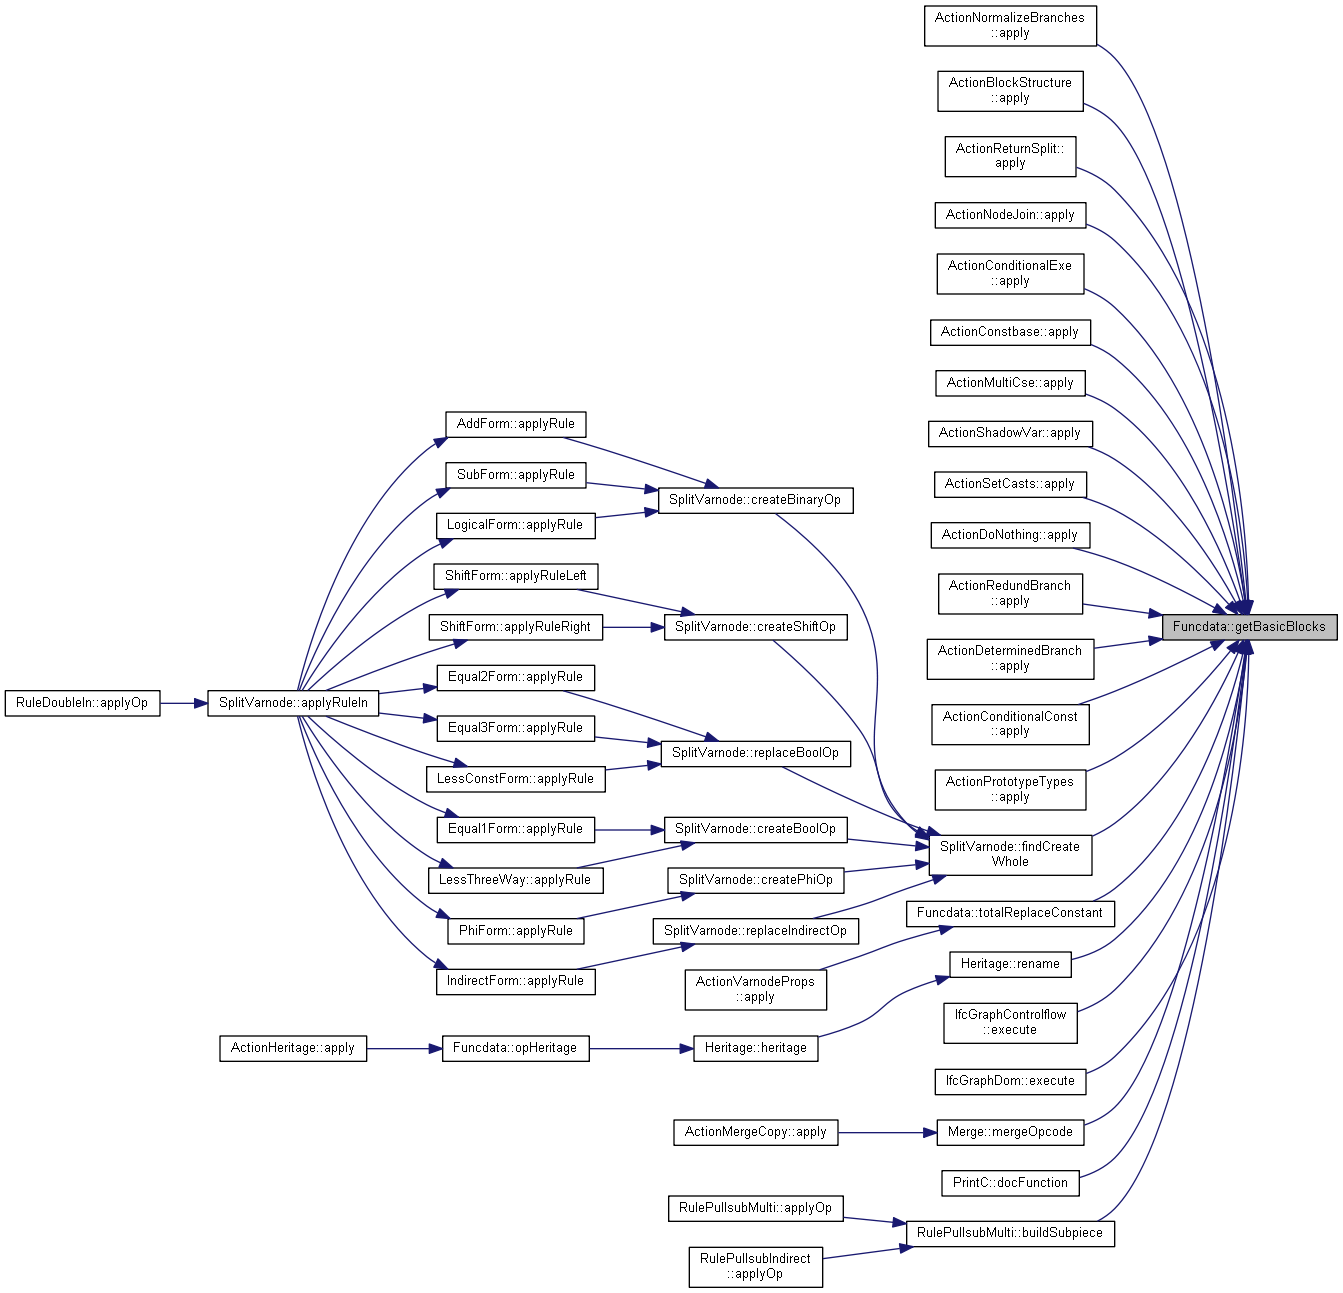 ActionNormalizeBranches
::apply
ActionBlockStructure
::apply
ActionReturnSplit::
apply
ActionNodeJoin::apply
ActionConditionalExe
::apply
ActionConstbase::apply
ActionMultiCse::apply
ActionShadowVar::apply
ActionSetCasts::apply
ActionDoNothing::apply
ActionRedundBranch
::apply
ActionDeterminedBranch
::apply
ActionConditionalConst
::apply
ActionPrototypeTypes
::apply
Funcdata::getBasicBlocks
SplitVarnode::findCreate
Whole
Funcdata::totalReplaceConstant
Heritage::rename
IfcGraphControlflow
::execute
IfcGraphDom::execute
Merge::mergeOpcode
PrintC::docFunction
RulePullsubMulti::buildSubpiece
SplitVarnode::createBinaryOp
SplitVarnode::createShiftOp
SplitVarnode::replaceBoolOp
SplitVarnode::createBoolOp
SplitVarnode::createPhiOp
SplitVarnode::replaceIndirectOp
ActionVarnodeProps
::apply
Heritage::heritage
ActionMergeCopy::apply
RulePullsubMulti::applyOp
RulePullsubIndirect
::applyOp
AddForm::applyRule
SubForm::applyRule
LogicalForm::applyRule
ShiftForm::applyRuleLeft
ShiftForm::applyRuleRight
Equal2Form::applyRule
Equal3Form::applyRule
LessConstForm::applyRule
Equal1Form::applyRule
LessThreeWay::applyRule
PhiForm::applyRule
IndirectForm::applyRule
Funcdata::opHeritage
SplitVarnode::applyRuleIn
ActionHeritage::apply
RuleDoubleIn::applyOp